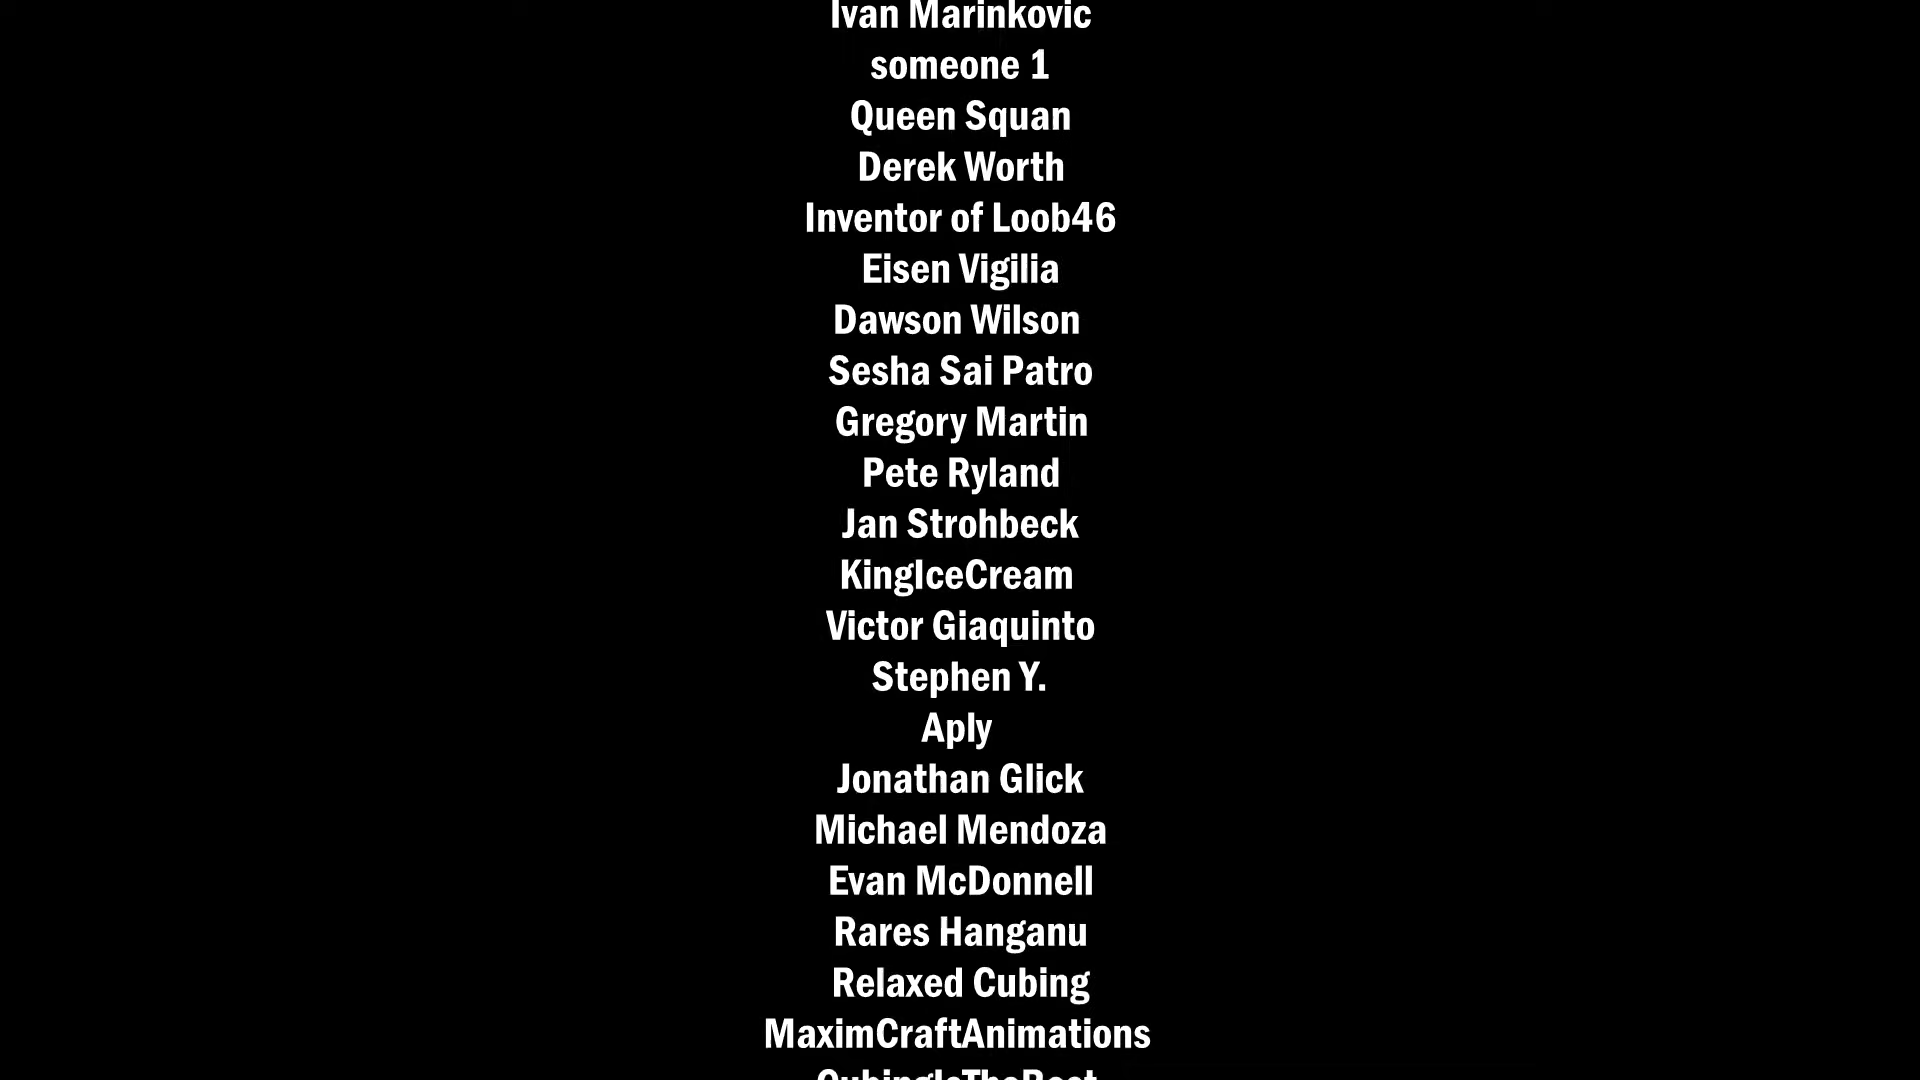 Ivan Marinkovic
someone 1
Queen Squan
Derek Worth
Inventor of Loob46
Eisen Vigilia
Dawson Wilson
Sesha Sai Patro
Gregory Martin
Pete Ryland
Jan Strohbeck
KingIceCream
Victor Giaquinto
Stephen Y.
Aply
Jonathan Glick
Michael Mendoza
Evan McDonnell
Rares Hanganu
Relaxed Cubing
MaximCraftAnimations
CubingIsTheBest